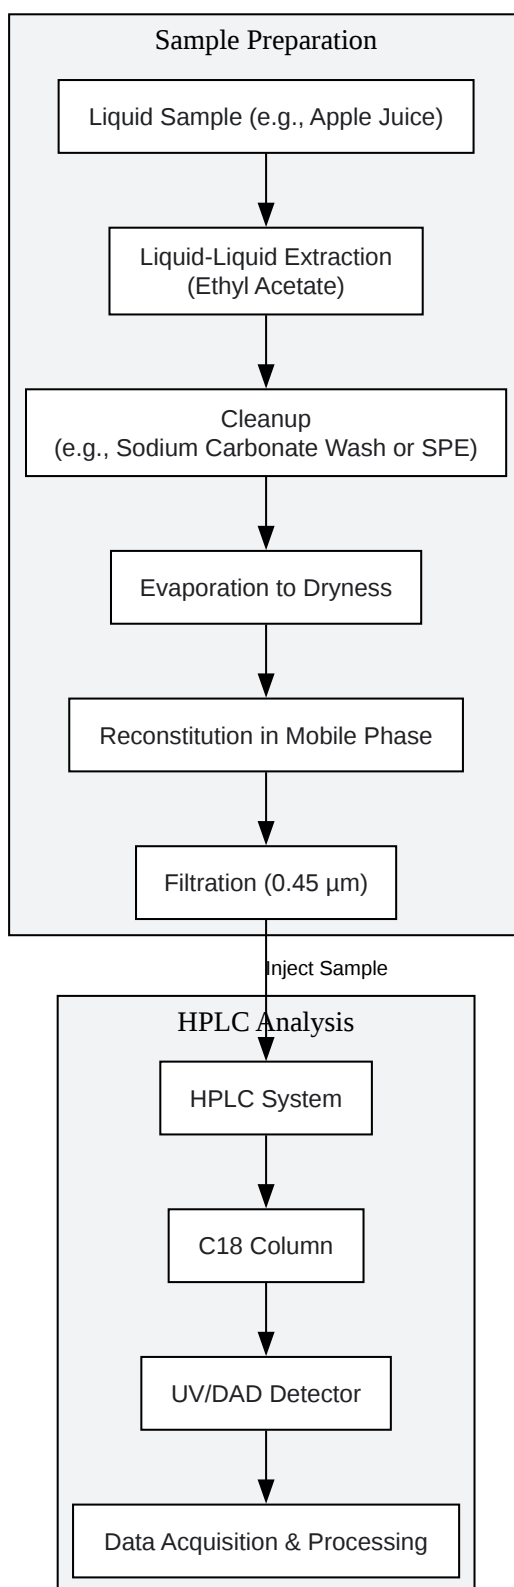 Sample Preparation
Liquid Sample (e.g., Apple Juice)
Liquid-Liquid Extraction
(Ethyl Acetate)
Cleanup
(e.g., Sodium Carbonate Wash or SPE)
Evaporation to Dryness
Reconstitution in Mobile Phase
Filtration (0.45 µm)
Inject Sample
HPLC Analysis
HPLC System
C18 Column
UV/DAD Detector
Data Acquisition & Processing